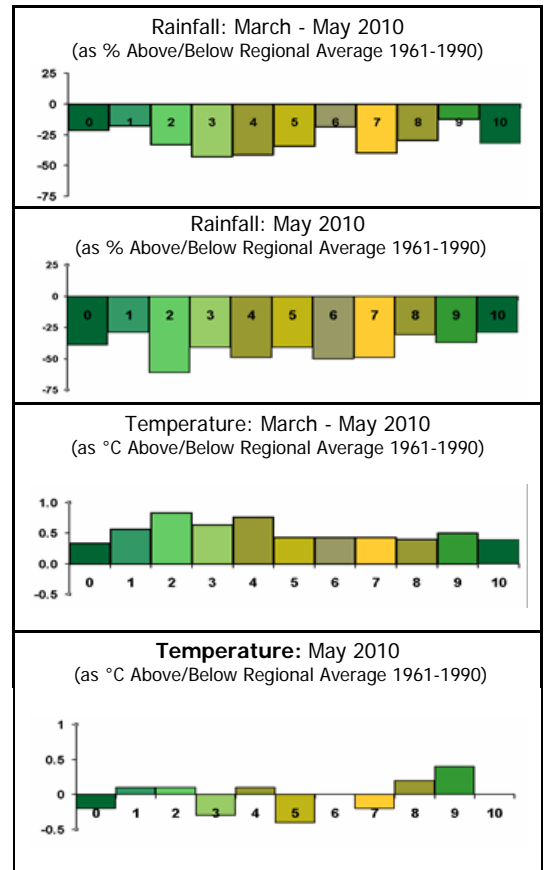 Rainfall: March - May 2010
(as % Above/Below Regional Average 1961-1990)
25
0
-25
-50
-75
0 1 2 3 4 5 6 7 8 9 10
Rainfall: May 2010
(as % Above/Below Regional Average 1961-1990)
25
0
-25
-50
-75
0 1 2 3 4 5 6 7 8 9 10
Temperature: March - May 2010
(as °C Above/Below Regional Average 1961-1990)
1.0
0.5
0.0
-0.5
0 1 2 3 4 5 6 7 8 9 10
Temperature: May 2010
(as °C Above/Below Regional Average 1961-1990)
1
0.5
0
-0.5
0 1 2 3 4 5 6 7 8 9 10